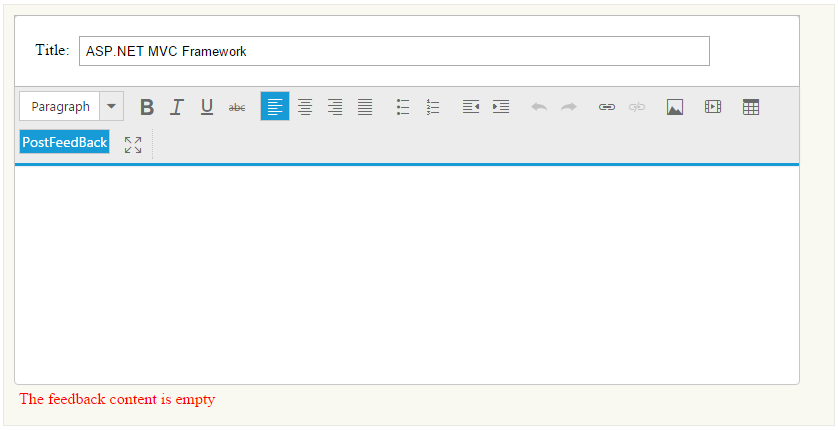 Title: ASP.NET MVC Framework
Paragraph B I U abc
PostFeedBack
The feedback content is empty